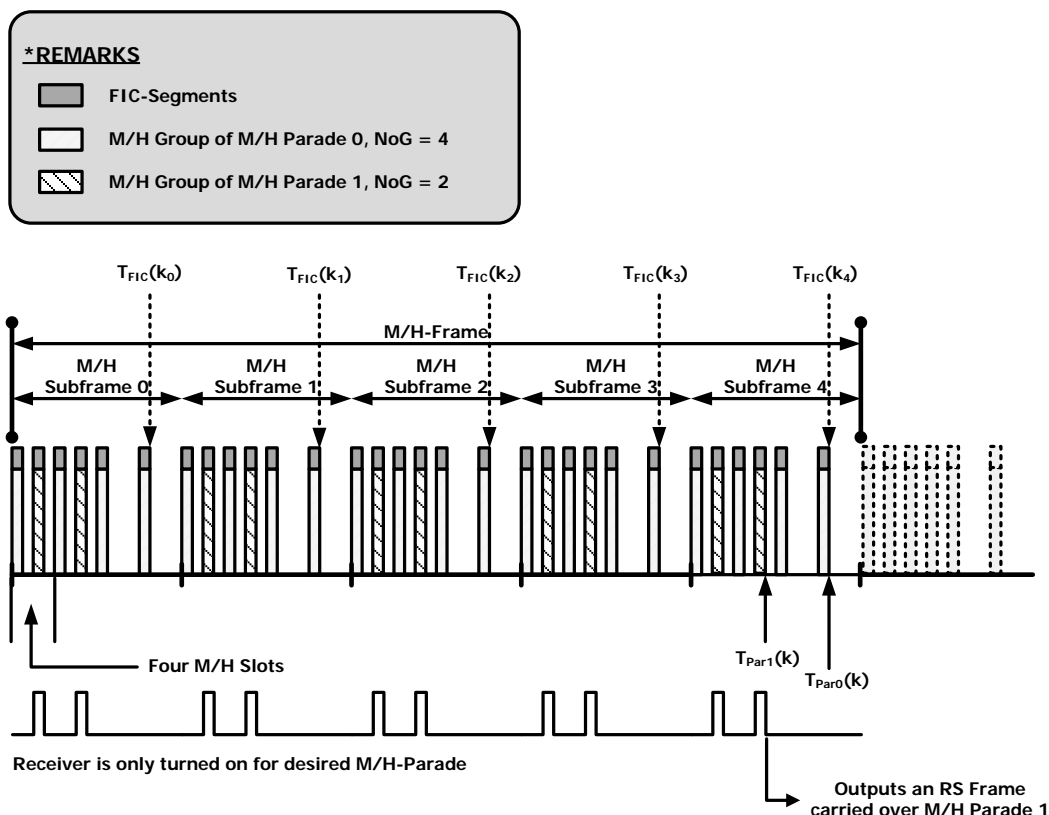 *REMARKS
FIC-Segments
M/H Group of M/H Parade 0, NoG = 4
M/H Group of M/H Parade 1, NoG = 2
TFIC(k0)
TFIC(k1)
TFIC(k2)
TFIC(k3)
TFIC(k4)
M/H-Frame
M/H
Subframe 0
M/H
Subframe 1
M/H
Subframe 2
M/H
Subframe 3
M/H
Subframe 4
Four M/H Slots
TPar1(k)
TPar0(k)
Receiver is only turned on for desired M/H-Parade
Outputs an RS Frame
carried over M/H Parade 1